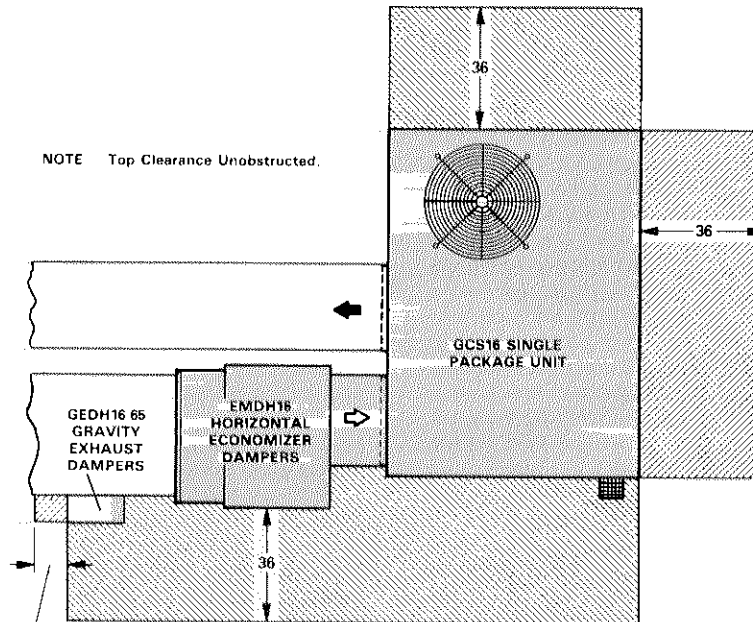 36
NOTE Top Clearance Unobstructed.
36
GCS16 SINGLE
PACKAGE UNIT
GEDH16 65
GRAVITY
EXHAUST
DAMPERS
EMDH16
HORIZONTAL
ECONOMIZER
DAMPERS
36